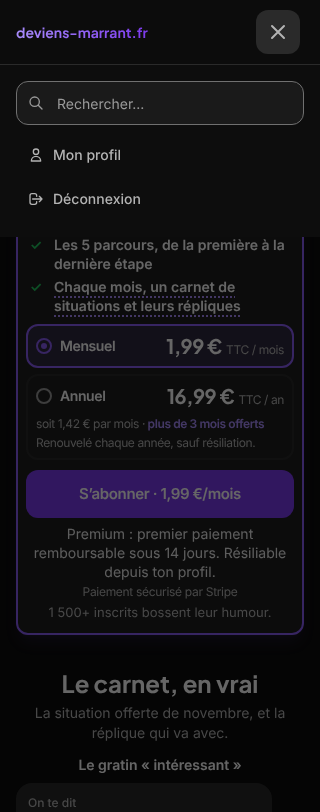 deviens-marrant.fr
Rechercher...
Mon profil
Déconnexion
Les 5 parcours, de la première à la
dernière étape
Chaque mois, un carnet de
situations et leurs répliques
Mensuel 1,99 € TTC / mois
Annuel 16,99 € TTC / an
soit 1,42 € par mois · plus de 3 mois offerts
Renouvelé chaque année, sauf résiliation.
S'abonner · 1,99 €/mois
Premium : premier paiement
remboursable sous 14 jours. Résiliable
depuis ton profil.
Paiement sécurisé par Stripe
1 500+ inscrits bossent leur humour.
Le carnet, en vrai
La situation offerte de novembre, et la
réplique qui va avec.
Le gratin « intéressant »
On te dit